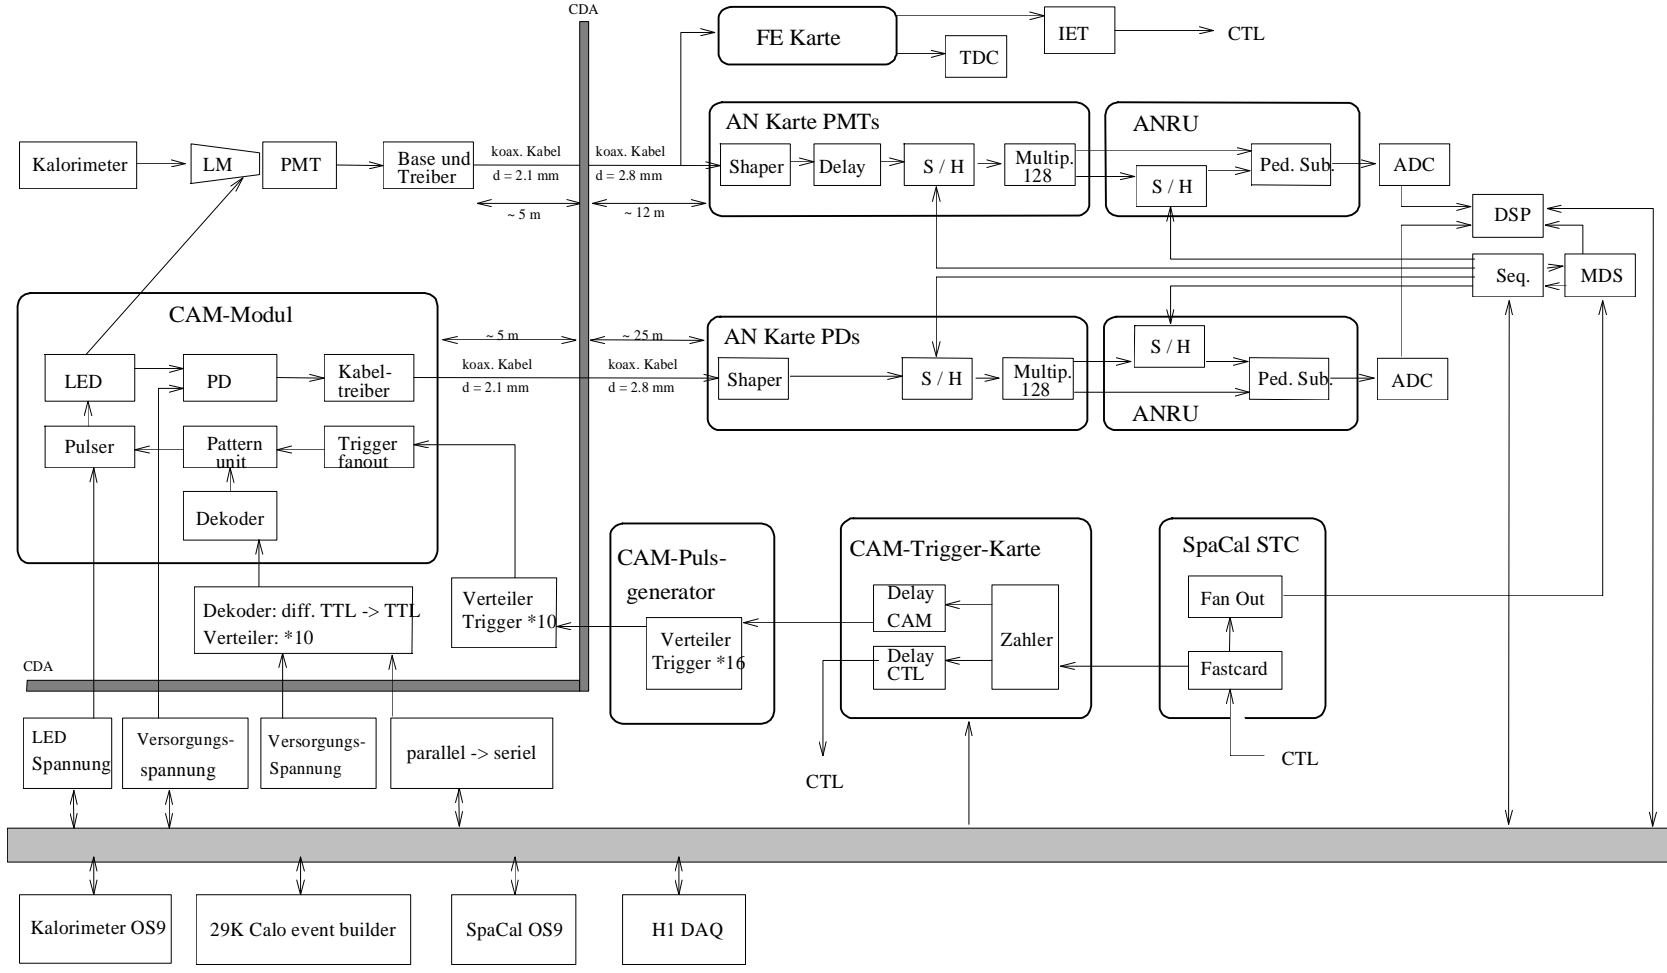 CDA
FE Karte
IET
CTL
TDC
AN Karte PMTs
ANRU
Kalorimeter
LM
PMT
Base und
Treiber
koax. Kabel
d = 2.1 mm
koax. Kabel
d = 2.8 mm
Shaper
Delay
S / H
Multip.
128
S / H
Ped. Sub.
ADC
~ 5 m
~ 12 m
DSP
Seq.
MDS
CAM-Modul
~ 5 m
~ 25 m
AN Karte PDs
S / H
LED
PD
Kabel-
treiber
koax. Kabel
d = 2.1 mm
koax. Kabel
d = 2.8 mm
Shaper
S / H
Multip.
128
Ped. Sub.
ADC
ANRU
Pulser
Pattern
unit
Trigger
fanout
Dekoder
CAM-Puls-
generator
CAM-Trigger-Karte
SpaCal STC
Dekoder: diff. TTL -> TTL
Verteiler: *10
Verteiler
Trigger *10
Verteiler
Trigger *16
Delay
CAM
Delay
CTL
Zahler
Fan Out
Fastcard
CDA
LED
Spannung
Versorgungs-
spannung
Versorgungs-
Spannung
parallel -> seriel
CTL
CTL
Kalorimeter OS9
29K Calo event builder
SpaCal OS9
H1 DAQ